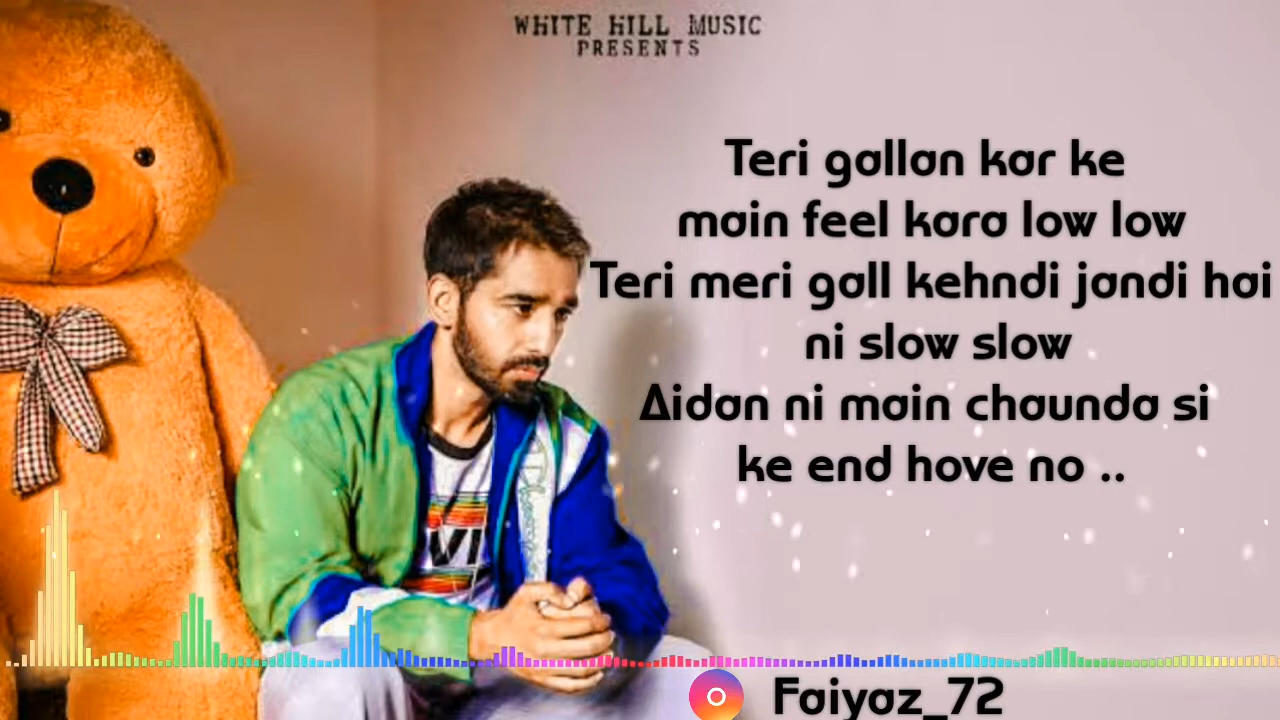 WHITE HILL MUSIC
PRESENTS
Teri gallan kar ke
main feel kara low low
Teri meri gall kehndi jandi hai
ni slow slow
Aidan ni main chaunda si
ke end hove no ..
Faiyaz_72